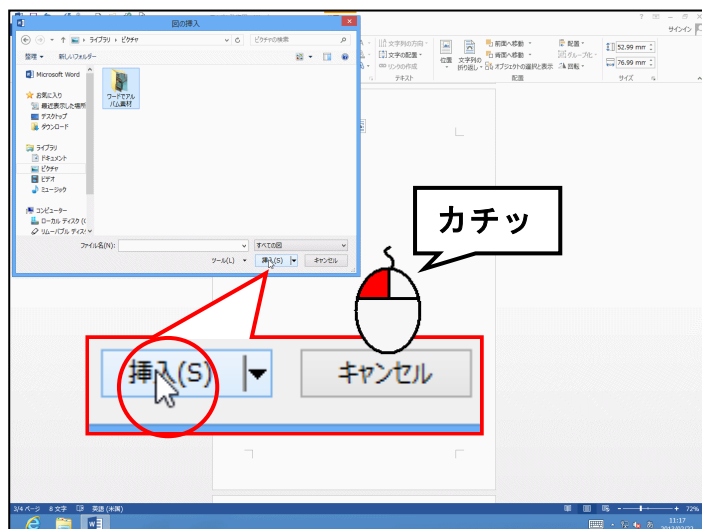 図の挿入
サインイン
ライブラリ ▸ ピクチャ
ピクチャの検索
整理 新しいフォルダー
Microsoft Word
お気に入り
最近表示した場所
デスクトップ
ダウンロード
ライブラリ
ドキュメント
ピクチャ
ビデオ
ミュージック
コンピューター
ローカル ディスク (C
リムーバブル ディスク
ワードでアル
バム素材
ファイル名(N):
すべての図
ツール(L)
挿入(S)
キャンセル
文字列の方向
文字の配置
リンクの作成
テキスト
位置
文字列の
折り返し
前面へ移動
背面へ移動
オブジェクトの選択と表示
配置
グループ化
回転
配置
52.99 mm
76.99 mm
サイズ
カチッ
挿入(S)
キャンセル
3/4 ページ 8 文字 英語 (米国)
72%
11:17